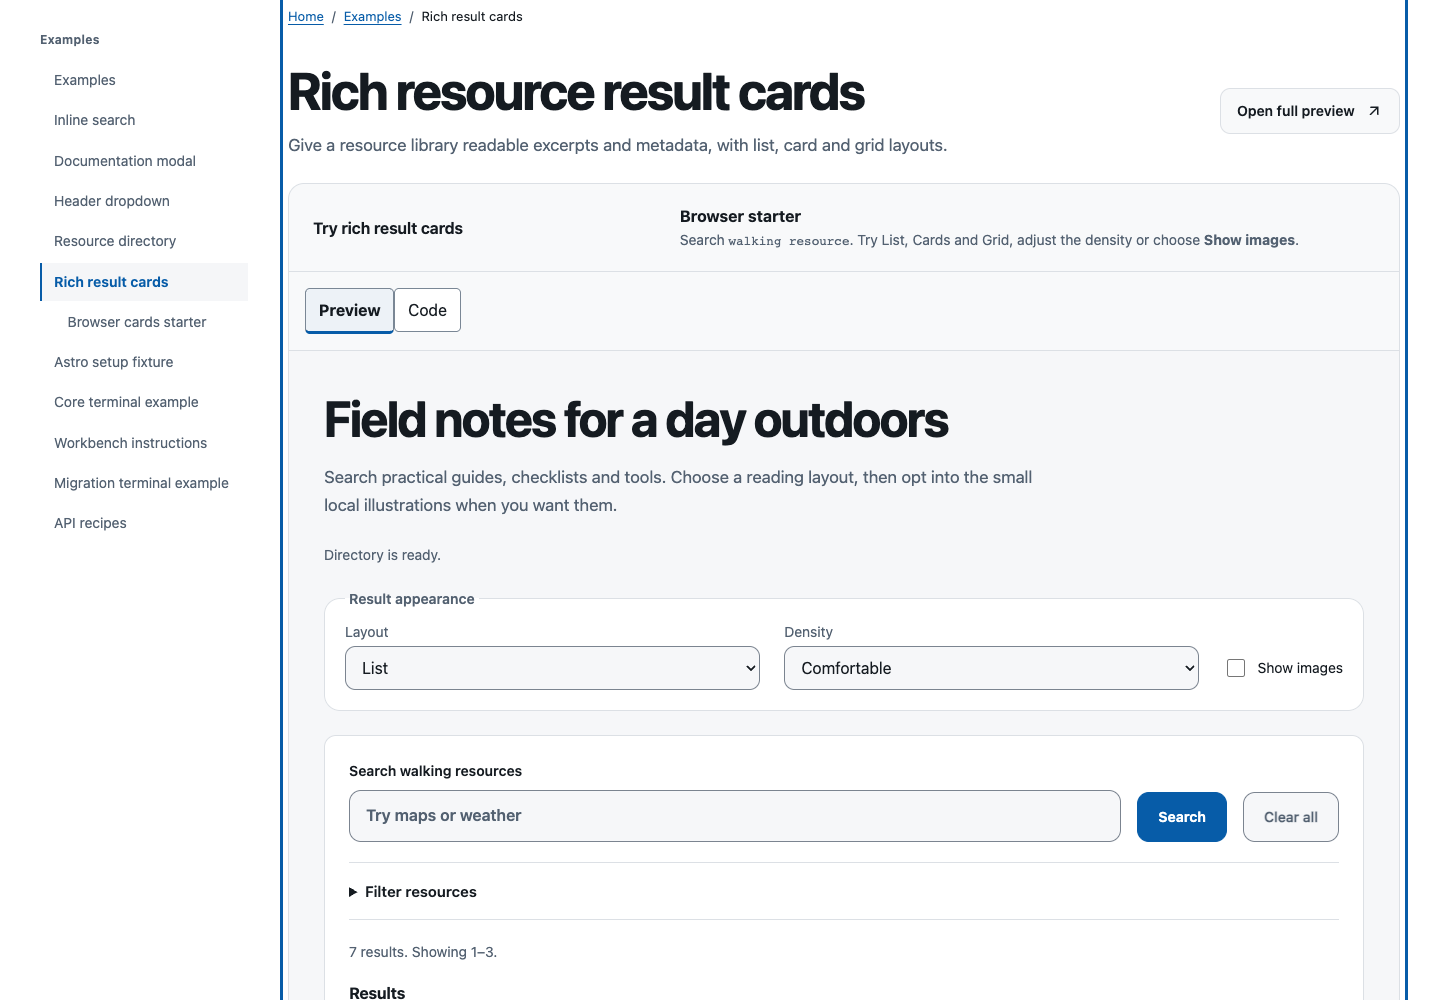 Examples
Examples
Inline search
Documentation modal
Header dropdown
Resource directory
Rich result cards
Browser cards starter
Astro setup fixture
Core terminal example
Workbench instructions
Migration terminal example
API recipes
Home / Examples / Rich result cards
Rich resource result cards
Open full preview
Give a resource library readable excerpts and metadata, with list, card and grid layouts.
Try rich result cards
Browser starter
Search walking resource. Try List, Cards and Grid, adjust the density or choose Show images.
Preview Code
Field notes for a day outdoors
Search practical guides, checklists and tools. Choose a reading layout, then opt into the small
local illustrations when you want them.
Directory is ready.
Result appearance
Layout Density
List Comfortable Show images
Search walking resources
Try maps or weather Search Clear all
Filter resources
7 results. Showing 1–3.
Results